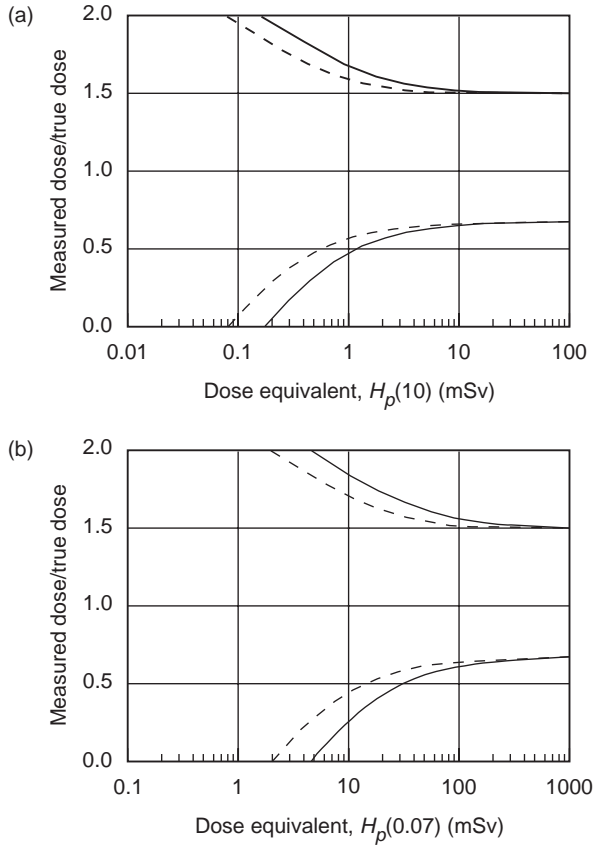 (a)
2.0
1.5
1.0
0.5
0.0
Measured dose/true dose
0.01 0.1 1 10 100
Dose equivalent, Hp(10) (mSv)
(b)
2.0
1.5
1.0
0.5
0.0
Measured dose/true dose
0.1 1 10 100 1000
Dose equivalent, Hp(0.07) (mSv)